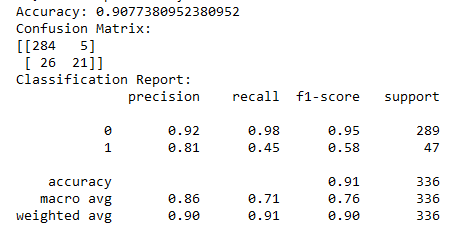 Accuracy: 0.9077380952380952
Confusion Matrix:
[[284   5]
 [ 26  21]]
Classification Report:
              precision    recall  f1-score   support

           0       0.92      0.98      0.95       289
           1       0.81      0.45      0.58        47

    accuracy                           0.91       336
   macro avg       0.86      0.71      0.76       336
weighted avg       0.90      0.91      0.90       336